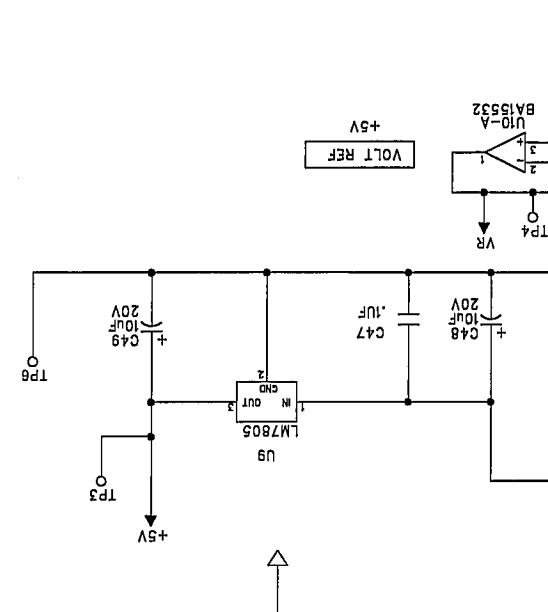 +5V
TP3
U9
LM7805
1 IN OUT 3
GND
2
TP6
C48
10uF
20V
+
C47
.1UF
C49
10uF
20V
+
VR
TP4
2
3
-
+
1
U10-A
BA15532
VOLT REF
+5V